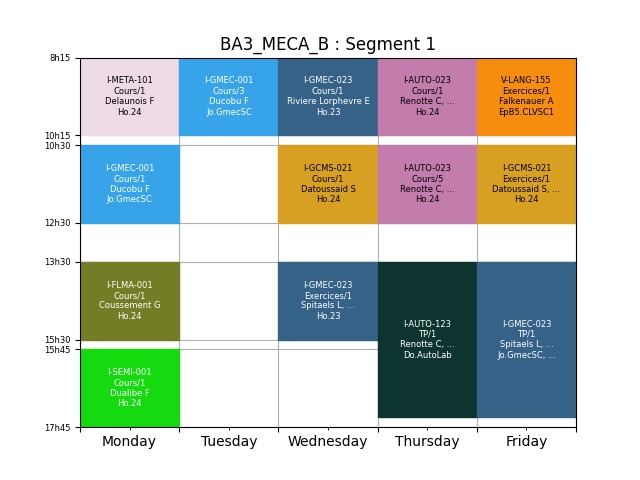 BA3_MECA_B : Segment 1
8h15
I-META-101
Cours/1
Delaunois F
Ho.24
I-GMEC-001
Cours/3
Ducobu F
Jo.GmecSC
I-GMEC-023
Cours/1
Riviere Lorphevre E
Ho.23
I-AUTO-023
Cours/1
Renotte C, ...
Ho.24
V-LANG-155
Exercices/1
Falkenauer A
EpB5.CLVSC1
10h15
10h30
I-GMEC-001
Cours/1
Ducobu F
Jo.GmecSC
I-GCMS-021
Cours/1
Datoussaid S
Ho.24
I-AUTO-023
Cours/5
Renotte C, ...
Ho.24
I-GCMS-021
Exercices/1
Datoussaid S, ...
Ho.24
12h30
13h30
I-FLMA-001
Cours/1
Coussement G
Ho.24
I-GMEC-023
Exercices/1
Spitaels L, ...
Ho.23
I-AUTO-123
TP/1
Renotte C, ...
Do.AutoLab
I-GMEC-023
TP/1
Spitaels L, ...
Jo.GmecSC, ...
15h30
15h45
I-SEMI-001
Cours/1
Dualibe F
Ho.24
17h45
Monday
Tuesday
Wednesday
Thursday
Friday